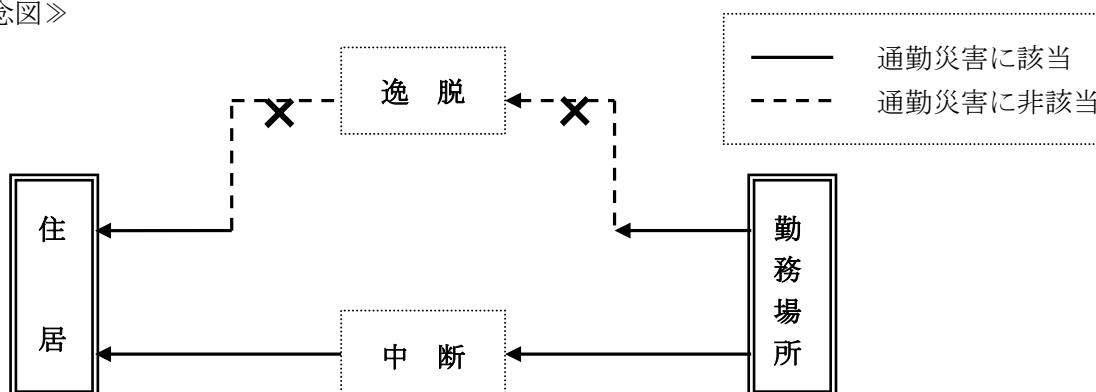 念図≫
通勤災害に該当
通勤災害に非該当
逸 脱
住居
勤務場所
中 断